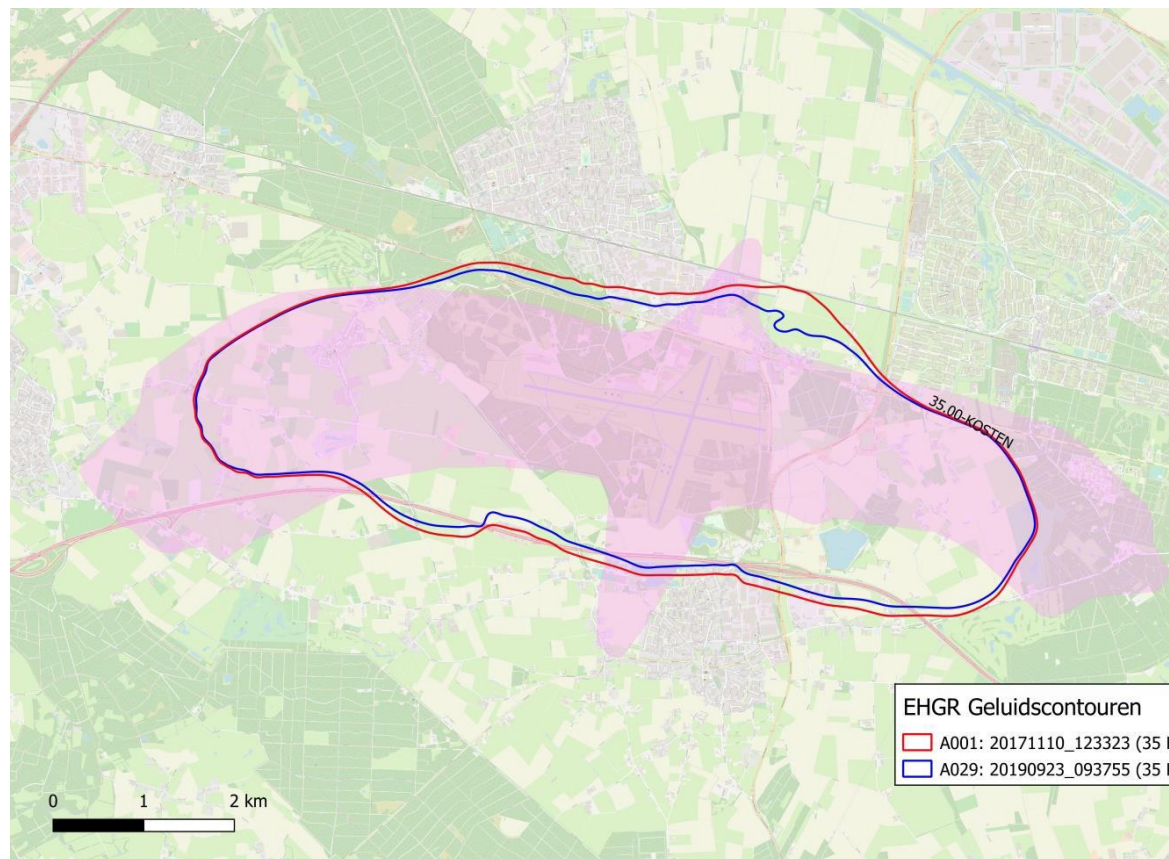 35.00-KOSTEN
EHGR Geluidscontouren
A001: 20171110_123323 (35
A029: 20190923_093755 (35
0 1 2 km